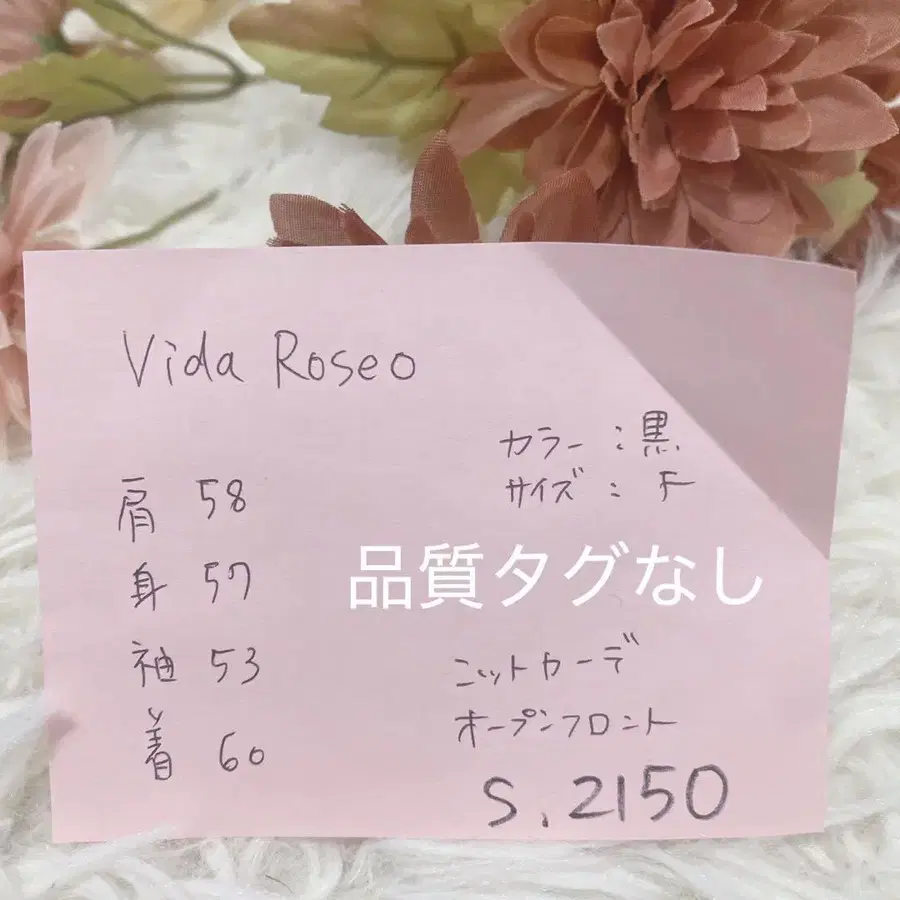 Vida Roseo
カラー：黒
サイズ：F
肩 58
身 57
袖 53
着 60
品質タグなし
ニットカーデ
オープンフロント
S.2150